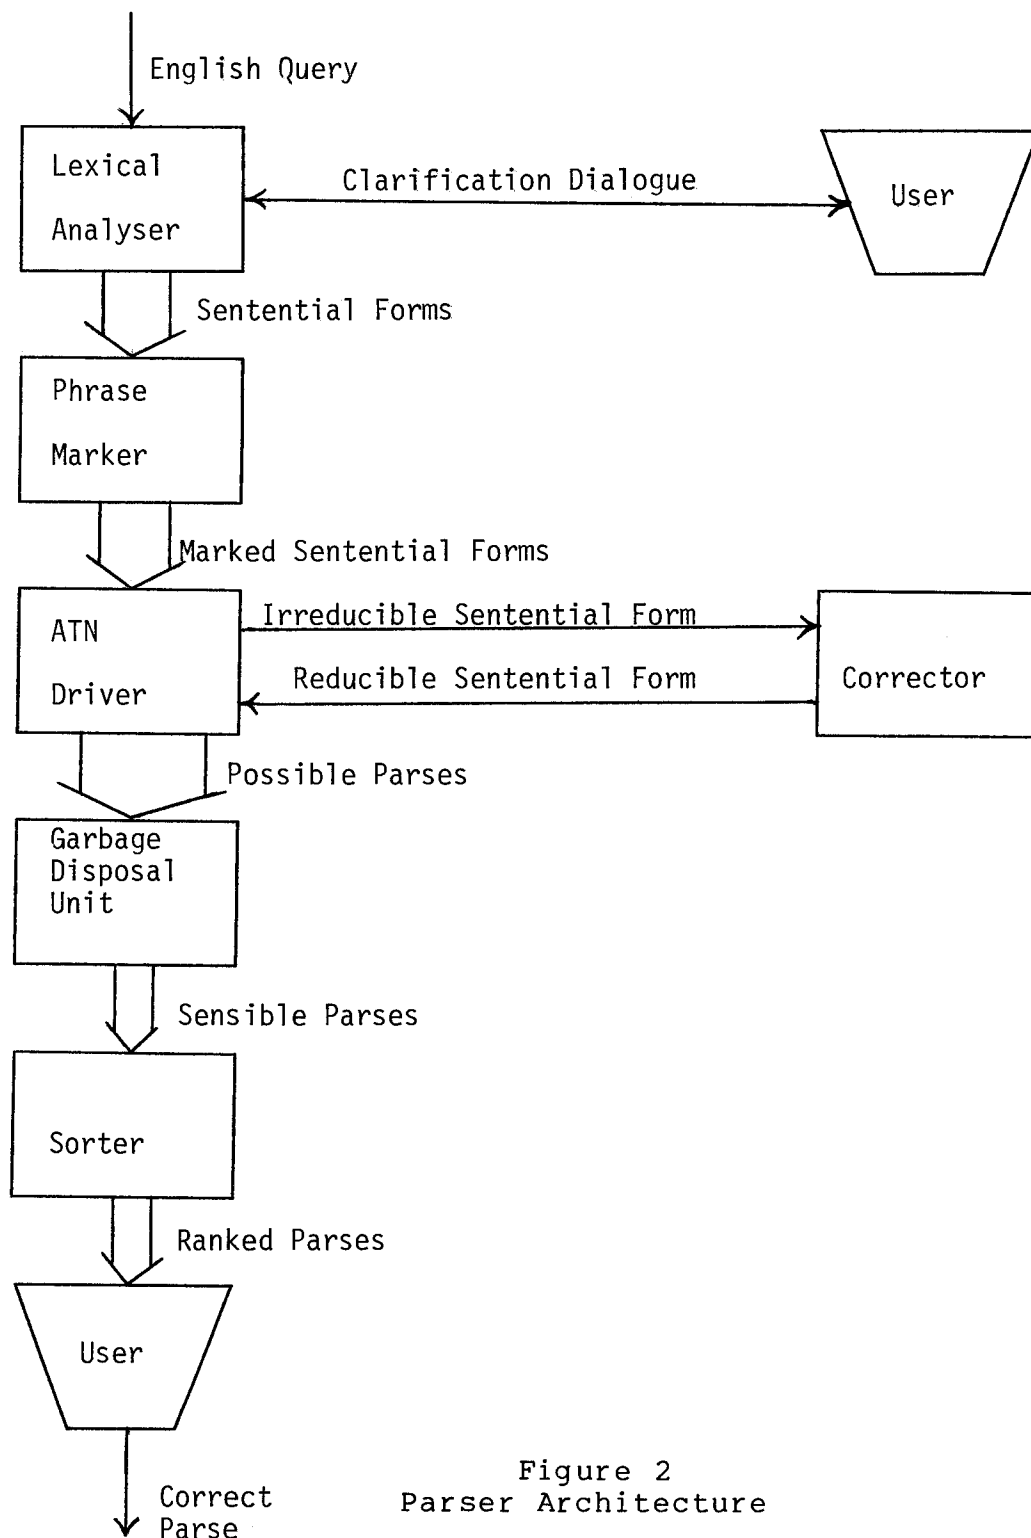 English Query
Lexical
Analyser
Clarification Dialogue
User
Sentential Forms
Phrase
Marker
Marked Sentential Forms
ATN
Driver
Irreducible Sentential Form
Reducible Sentential Form
Corrector
Possible Parses
Garbage
Disposal
Unit
Sensible Parses
Sorter
Ranked Parses
User
Correct
Parse
Figure 2
Parser Architecture